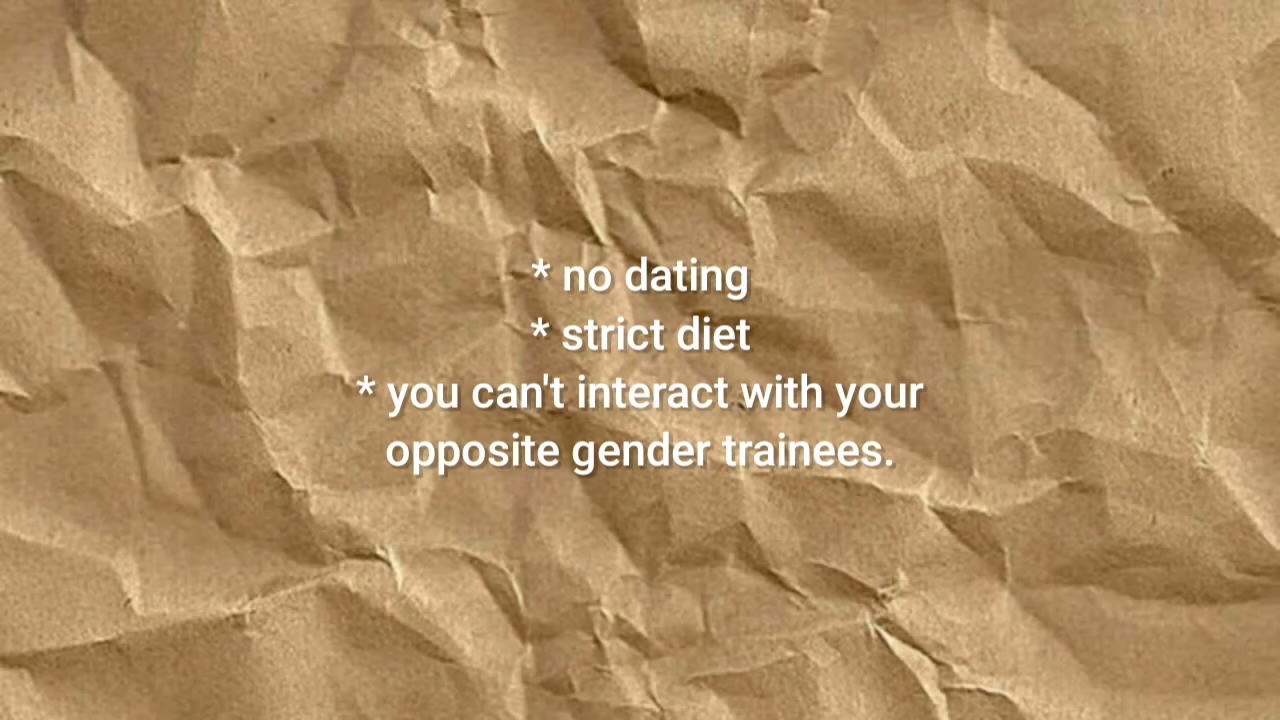 * no dating
* strict diet
* you can't interact with your
opposite gender trainees.